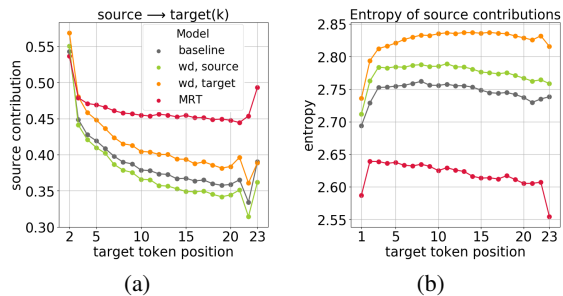 source → target(k)
0.55
0.50
0.45
0.40
0.35
0.30
source contribution
Model
baseline
wd, source
wd, target
MRT
2 5 10 15 20 23
target token position
(a)
Entropy of source contributions
2.85
2.80
2.75
2.70
2.65
2.60
2.55
entropy
1 5 10 15 20 23
target token position
(b)